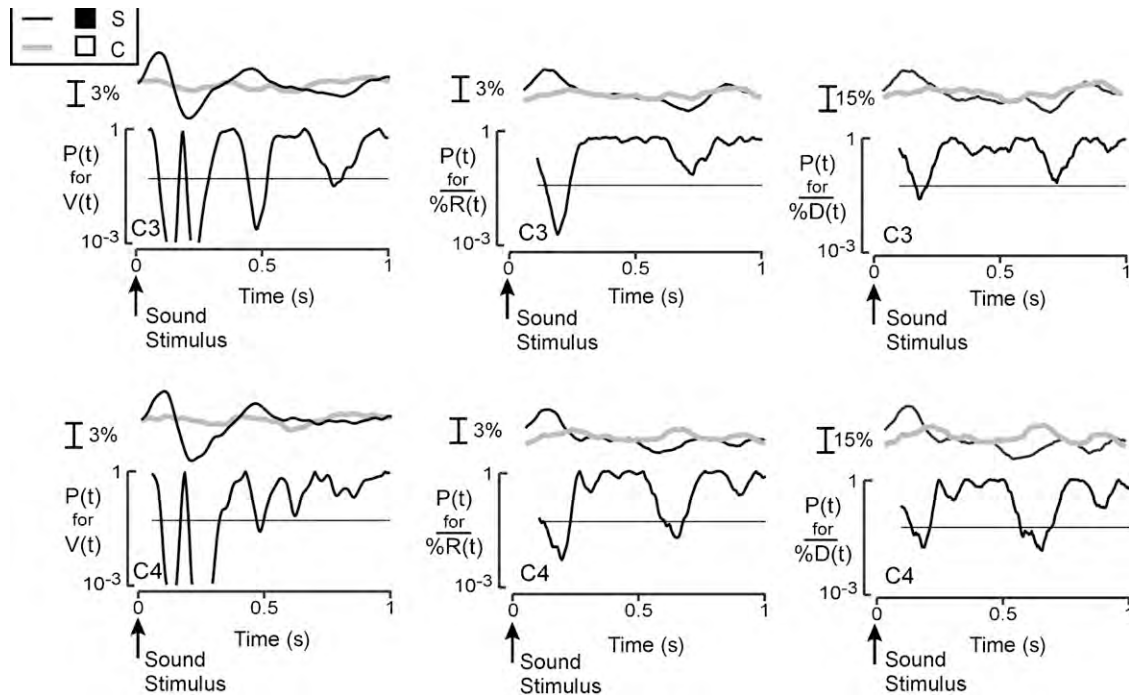 S
C
3%
1
P(t)
for
V(t)
10-3
C3
0
0.5
1
Time (s)
Sound
Stimulus
3%
1
P(t)
for
%R(t)
10-3
C3
0
0.5
1
Time (s)
Sound
Stimulus
15%
1
P(t)
for
%D(t)
10-3
C3
0
0.5
1
Time (s)
Sound
Stimulus
3%
1
P(t)
for
V(t)
10-3
C4
0
0.5
1
Time (s)
Sound
Stimulus
3%
1
P(t)
for
%R(t)
10-3
C4
0
0.5
1
Time (s)
Sound
Stimulus
15%
1
P(t)
for
%D(t)
10-3
C4
0
0.5
1
Time (s)
Sound
Stimulus